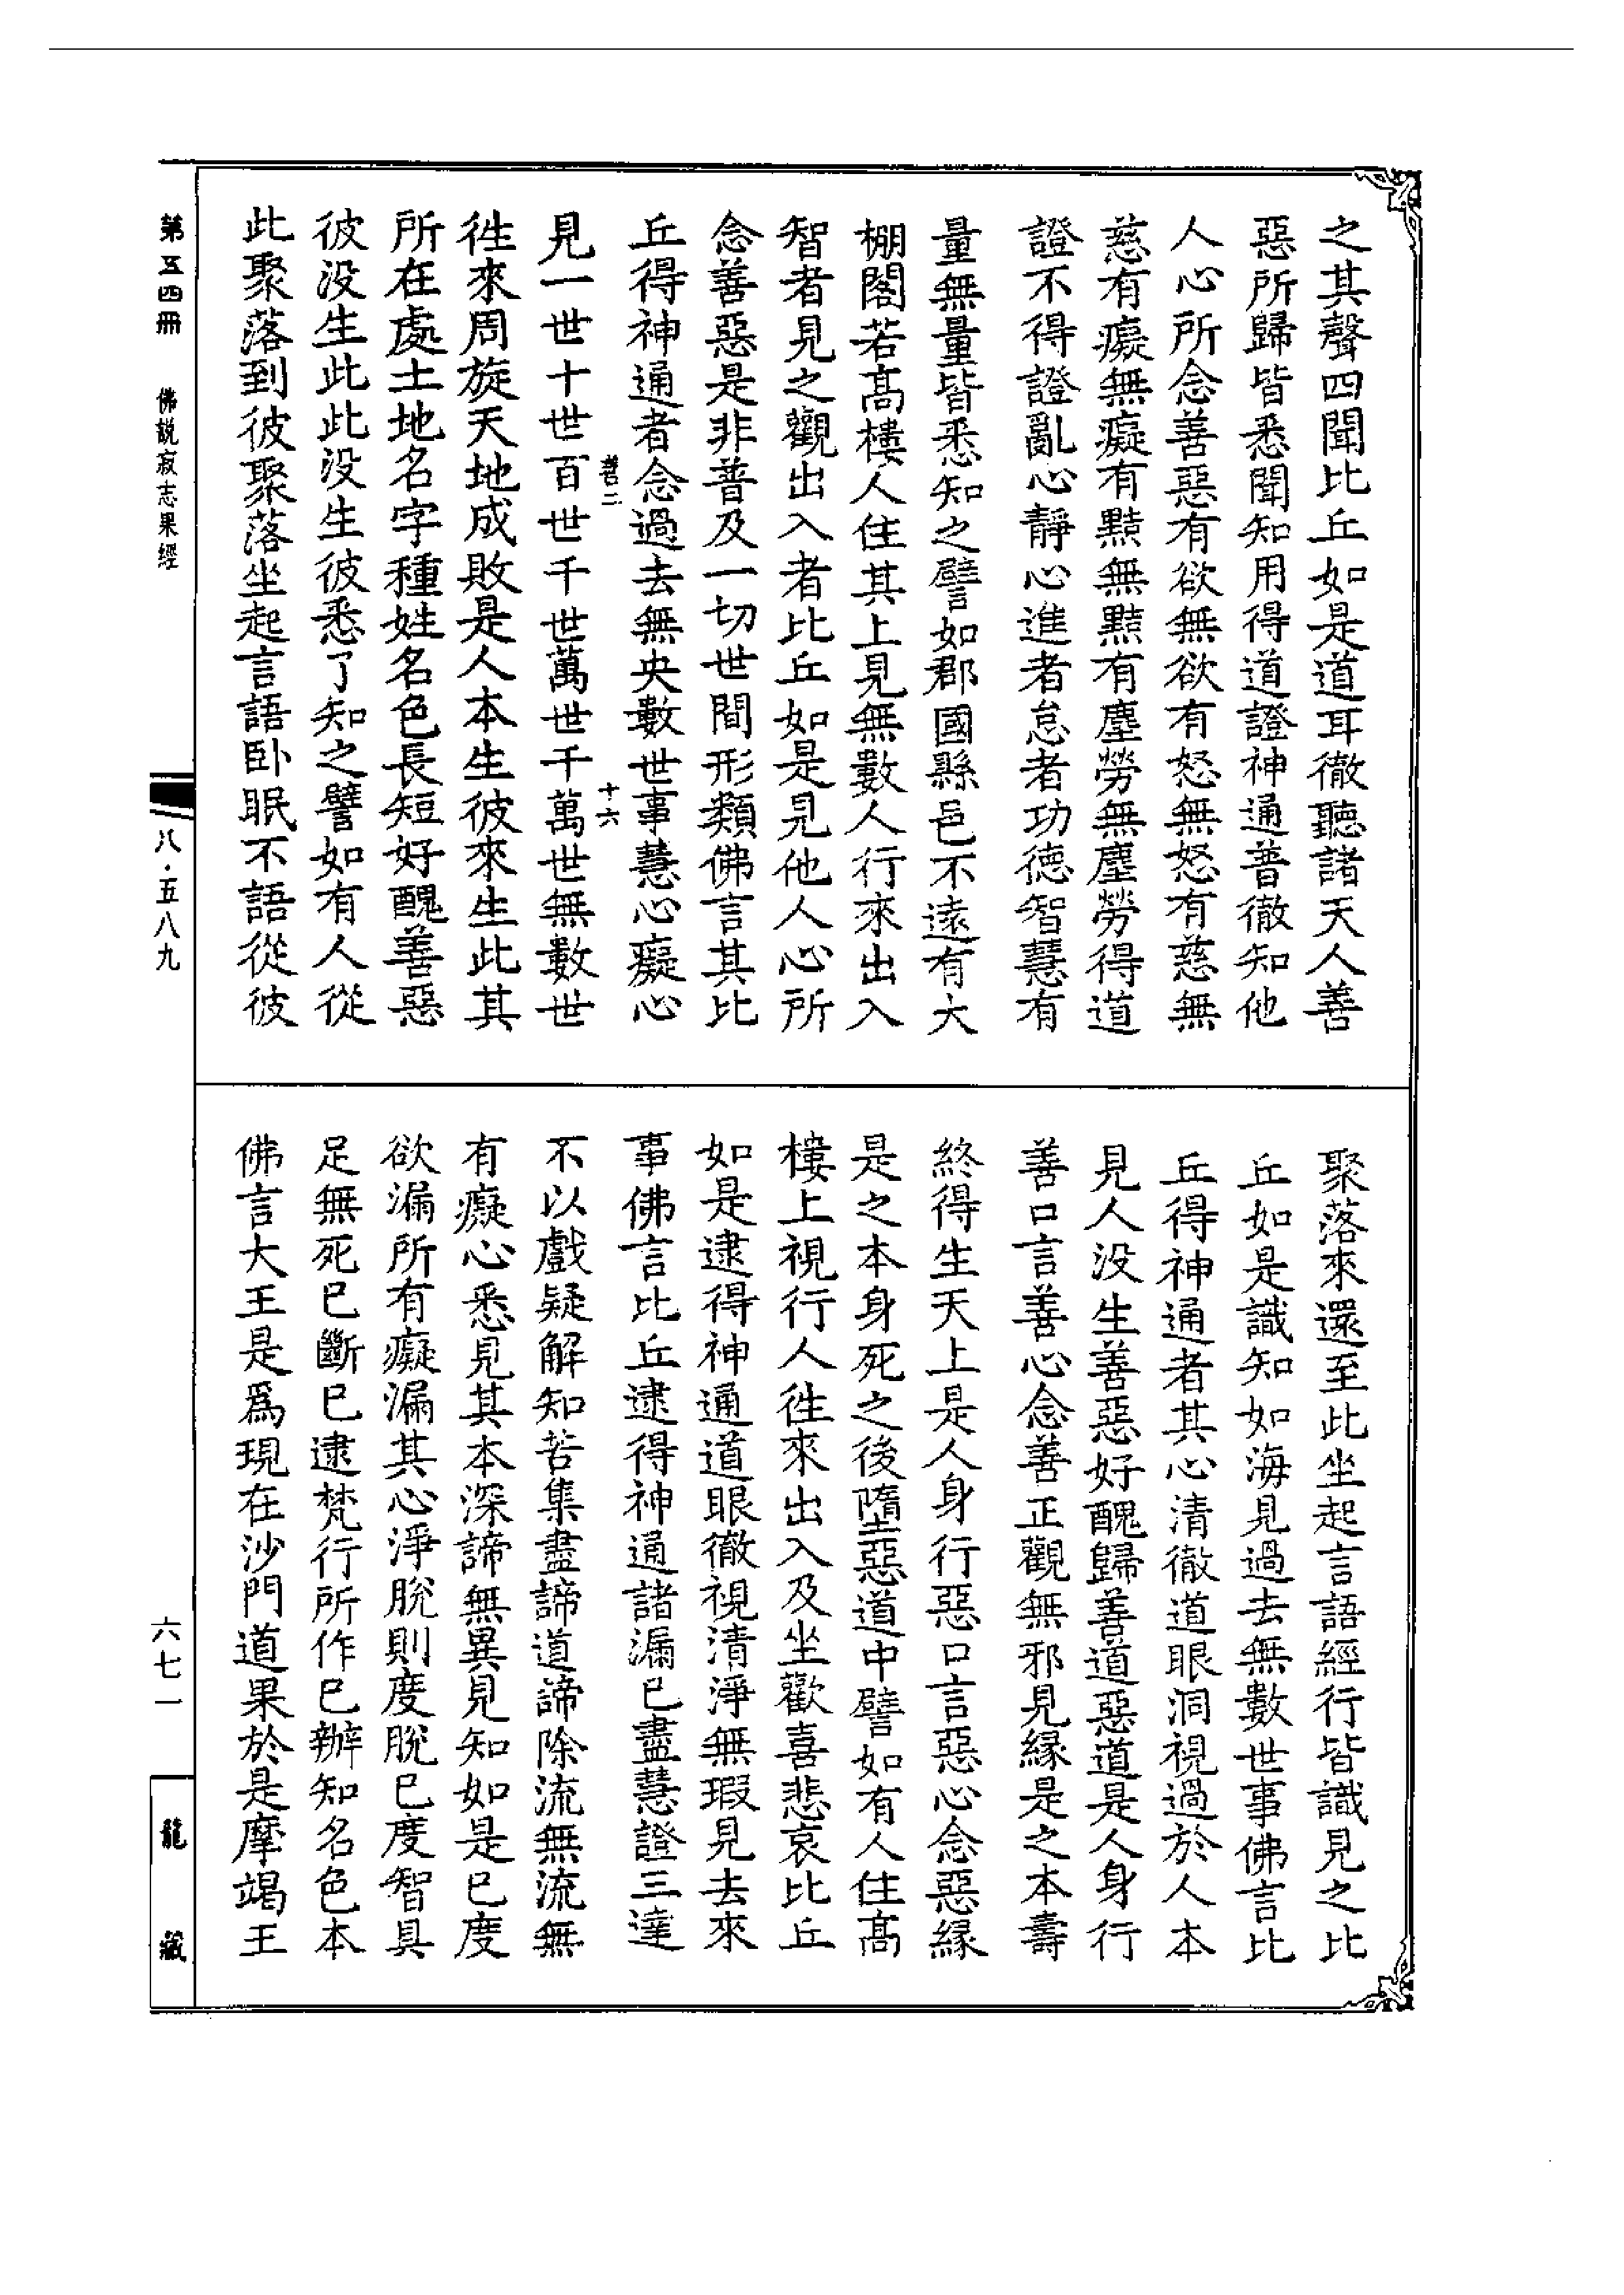 之其聲四聞比丘如是道耳徹聽諸天人善
惡所歸皆悉聞知用得道證神通普徹知他
人心所念善惡有欲無欲有怒無怒有慈無
慈有癡無癡有黠無黠有塵勞無塵勞得道
證不得證亂心靜心進者怠者功德智慧有
量無量皆悉知之譬如郡國縣邑不遠有大
棚閣若高樓人住其上見無數人行來出入
智者見之觀出入者比丘如是見他人心所
念善惡是非普及一切世間形類佛言其比
丘得神通者念過去無央數世事慧心癡心
善二
十六
見一世十世百世千世萬世千萬世無數世
徃來周旋天地成敗是人本生彼來生此其
所在處土地名字種姓名色長短好醜善惡
彼没生此此没生彼悉了知之譬如有人從
此聚落到彼聚落坐起言語卧眠不語從彼
聚落來還至此坐起言語經行皆識見之比
丘如是識知如海見過去無數世事佛言比
丘得神通者其心清徹道眼洞視過於人本
見人没生善惡好醜歸善道惡道是人身行
善口言善心念善正觀無邪見緣是之本壽
終得生天上是人身行惡口言惡心念惡緣
是之本身死之後墮惡道中譬如有人住高
樓上視行人徃來出入及坐歡喜悲哀比丘
如是逮得神通道眼徹視清淨無瑕見去來
事佛言比丘逮得神通諸漏已盡慧證三達
不以戲疑解知苦集盡諦道諦除流無流無
有癡心悉見其本深諦無異見知如是已度
欲漏所有癡漏其心淨脫則度脫已度智具
足無死已斷已逮梵行所作已辦知名色本
佛言大王是爲現在沙門道果於是摩竭王
第五四冊
佛説寂志果經
八·五八九
六七一
龍藏